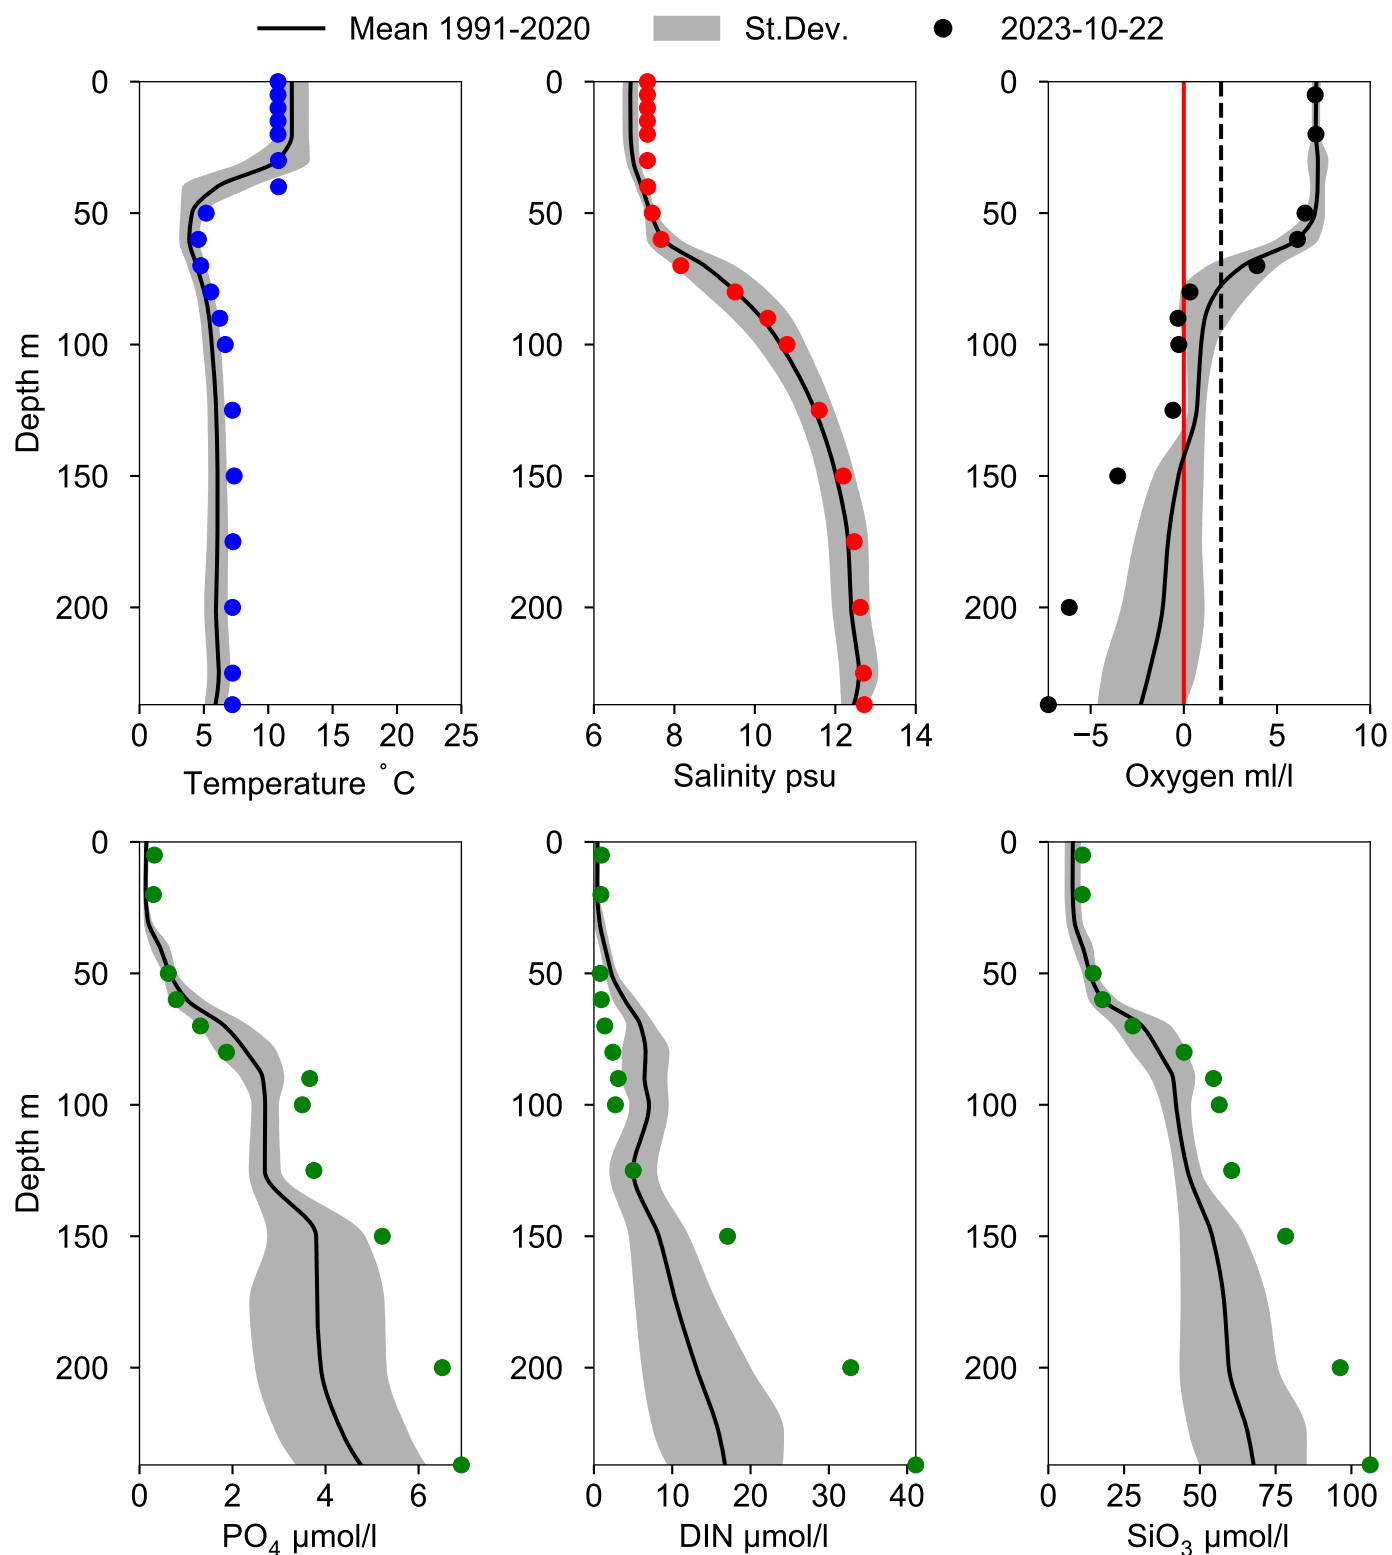 Mean 1991-2020 St.Dev. 2023-10-22
0 0 0
50 50 50
100 100 100
150 150 150
200 200 200
Depth m
0 5 10 15 20 25 6 8 10 12 14 −5 0 5 10
Temperature °C Salinity psu Oxygen ml/l
0 0 0
50 50 50
100 100 100
150 150 150
200 200 200
Depth m
0 2 4 6 0 10 20 30 40 0 25 50 75 100
PO₄ µmol/l DIN µmol/l SiO₃ µmol/l